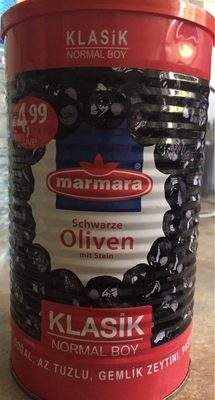 KLASİK
NORMAL BOY
4,99
marmara
Schwarze
Oliven
mit Stein
KLASİK
NORMAL BOY
AZ TUZLU, GEMLİK ZEYTİNİ,